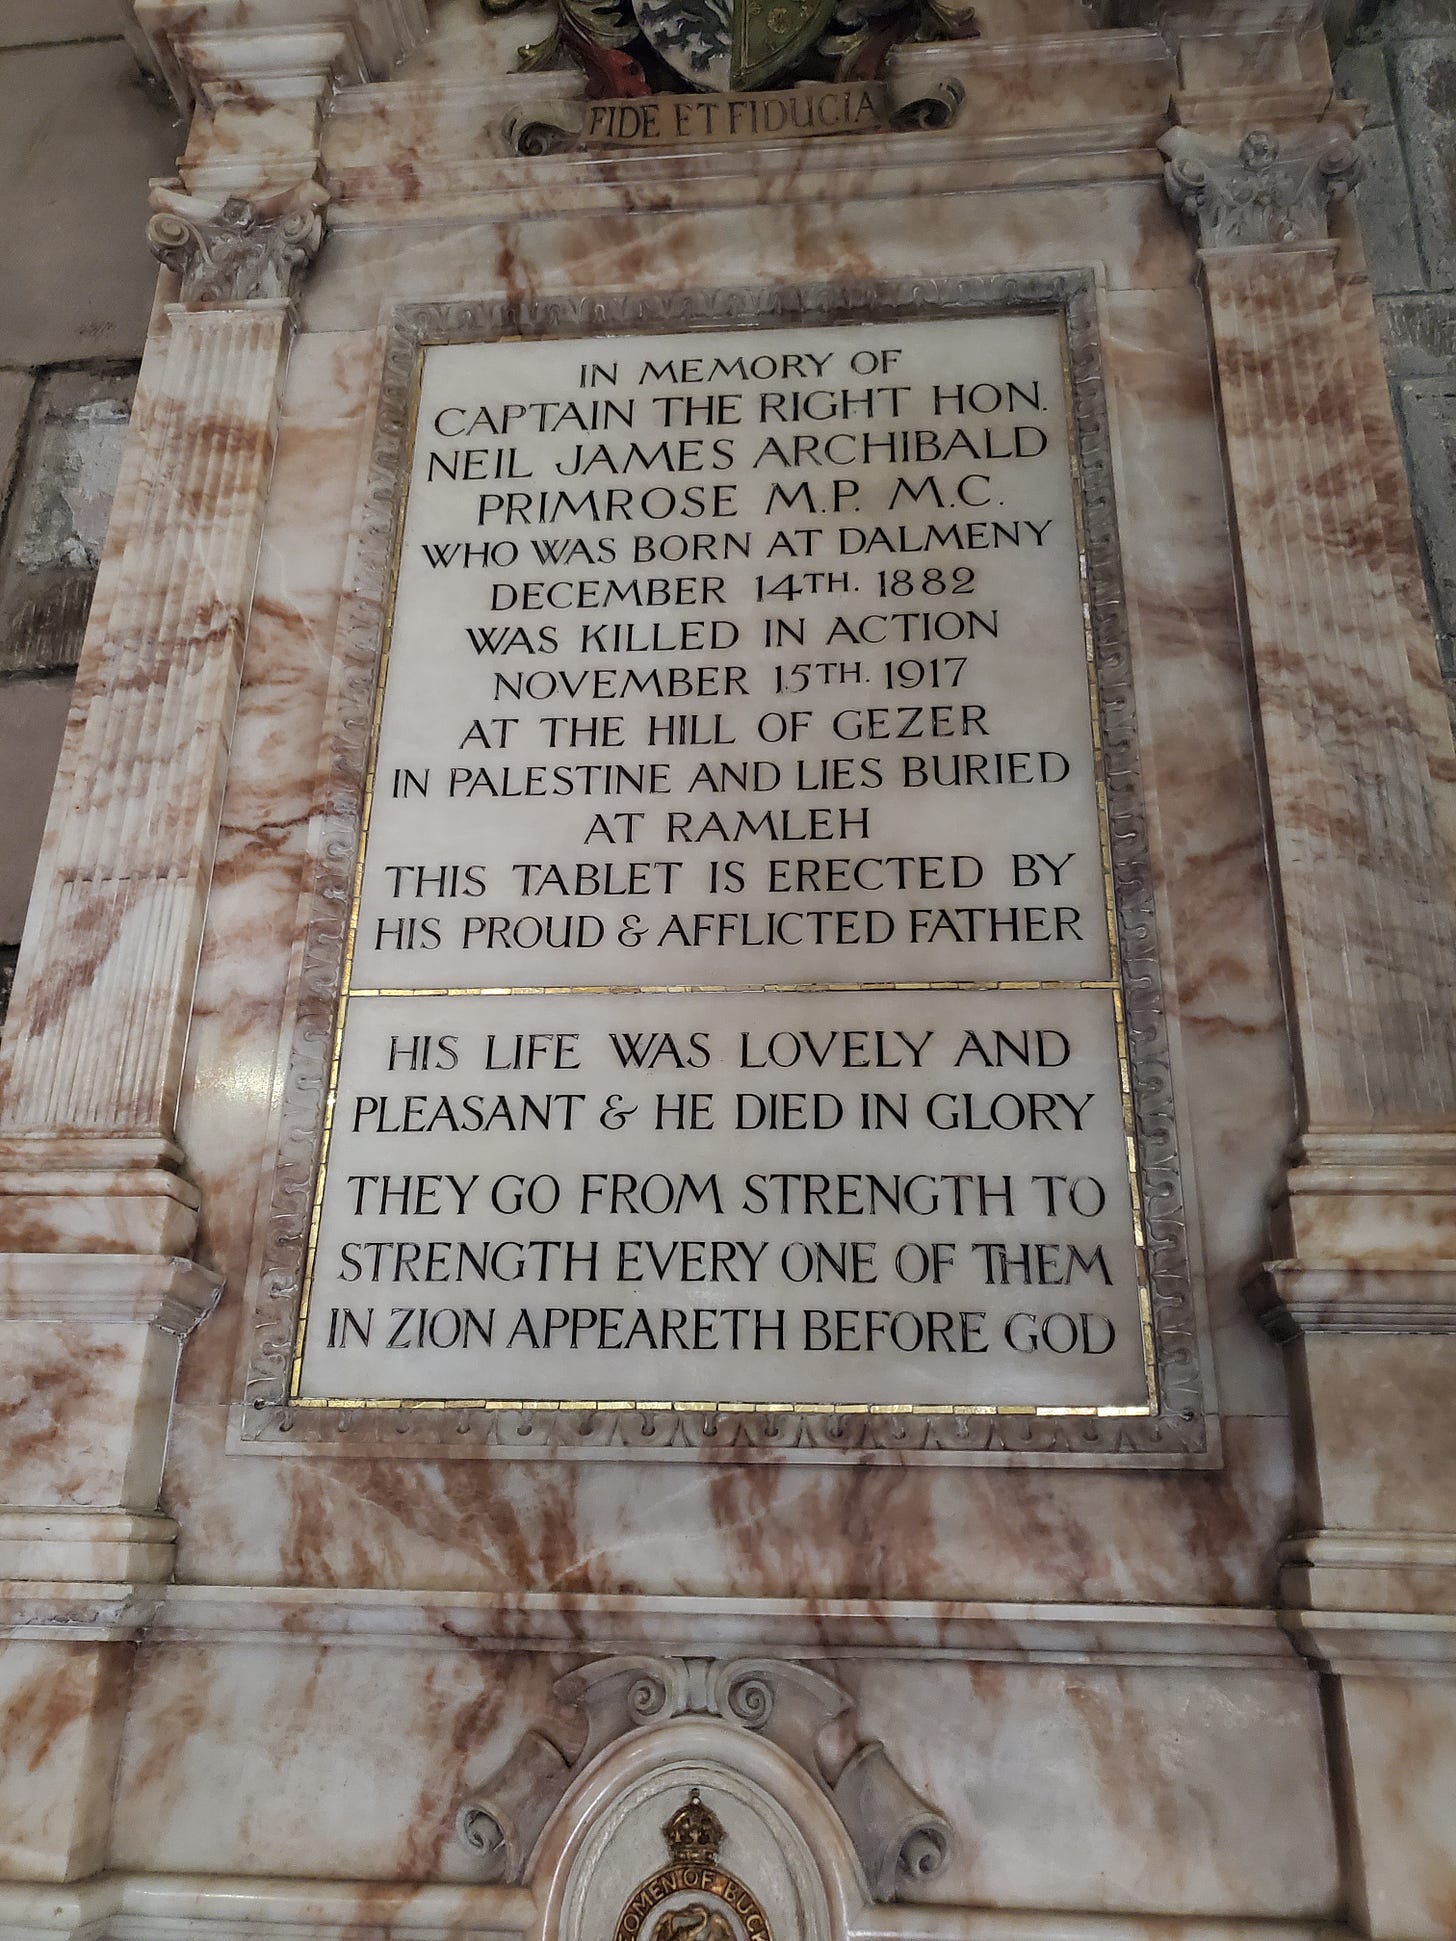 FIDE ET FIDUCIA
IN MEMORY OF
CAPTAIN THE RIGHT HON.
NEIL JAMES ARCHIBALD
PRIMROSE M.P. M.C.
WHO WAS BORN AT DALMENY
DECEMBER 14TH. 1882
WAS KILLED IN ACTION
NOVEMBER 15TH. 1917
AT THE HILL OF GEZER
IN PALESTINE AND LIES BURIED
AT RAMLEH
THIS TABLET IS ERECTED BY
HIS PROUD & AFFLICTED FATHER
HIS LIFE WAS LOVELY AND
PLEASANT & HE DIED IN GLORY
THEY GO FROM STRENGTH TO
STRENGTH EVERY ONE OF THEM
IN ZION APPEARETH BEFORE GOD
OF